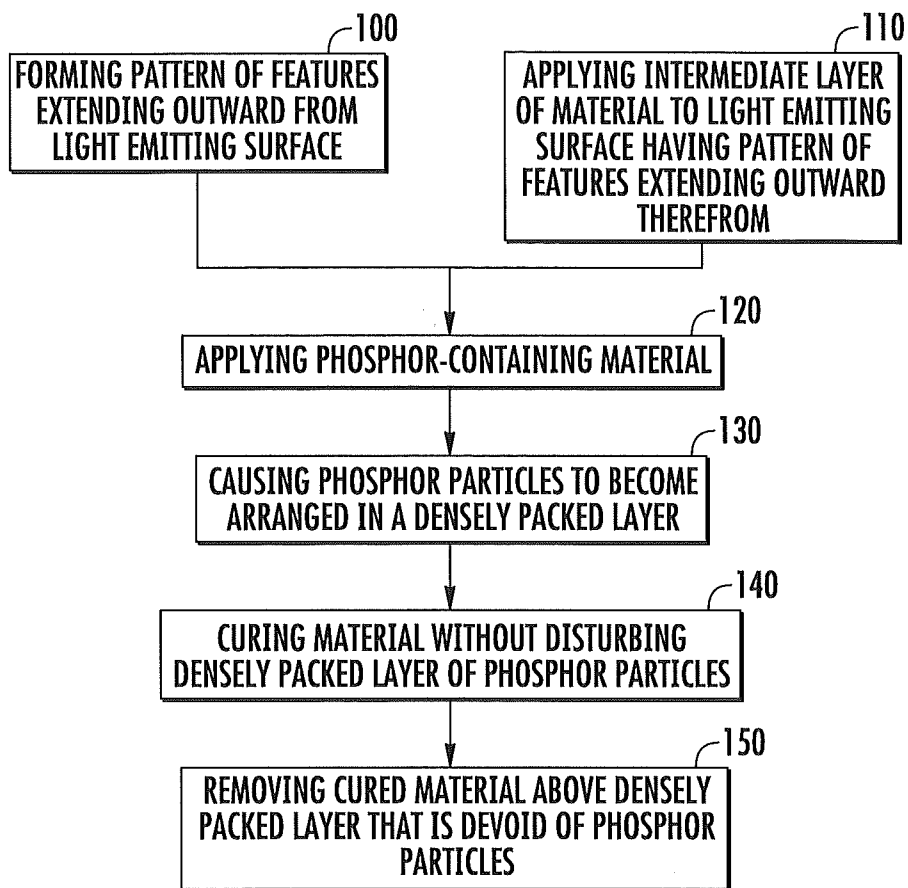 100
FORMING PATTERN OF FEATURES
EXTENDING OUTWARD FROM
LIGHT EMITTING SURFACE
110
APPLYING INTERMEDIATE LAYER
OF MATERIAL TO LIGHT EMITTING
SURFACE HAVING PATTERN OF
FEATURES EXTENDING OUTWARD
THEREFROM
120
APPLYING PHOSPHOR-CONTAINING MATERIAL
130
CAUSING PHOSPHOR PARTICLES TO BECOME
ARRANGED IN A DENSELY PACKED LAYER
140
CURING MATERIAL WITHOUT DISTURBING
DENSELY PACKED LAYER OF PHOSPHOR PARTICLES
150
REMOVING CURED MATERIAL ABOVE DENSELY
PACKED LAYER THAT IS DEVOID OF PHOSPHOR
PARTICLES